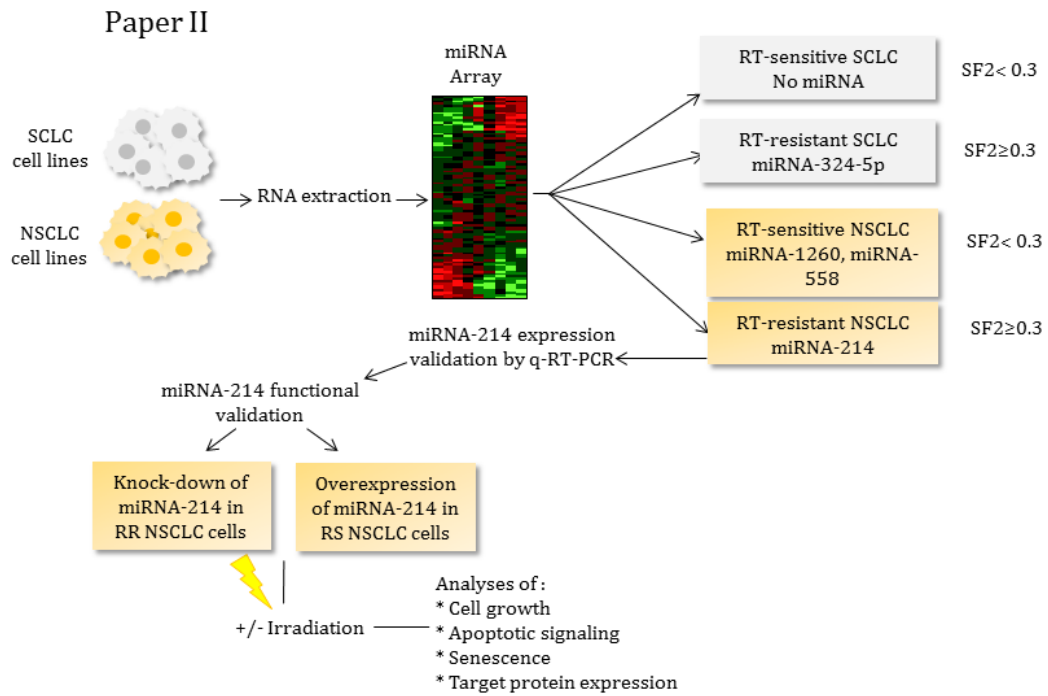 Paper II
miRNA
Array
SCLC
cell lines
NSCLC
cell lines
RNA extraction
RT-sensitive SCLC
No miRNA
SF2< 0.3
RT-resistant SCLC
miRNA-324-5p
SF2≥0.3
RT-sensitive NSCLC
miRNA-1260, miRNA-
558
SF2< 0.3
RT-resistant NSCLC
miRNA-214
SF2≥0.3
miRNA-214 expression
validation by q-RT-PCR
miRNA-214 functional
validation
Knock-down of
miRNA-214 in
RR NSCLC cells
Overexpression
of miRNA-214 in
RS NSCLC cells
+/- Irradiation
Analyses of :
* Cell growth
* Apoptotic signaling
* Senescence
* Target protein expression